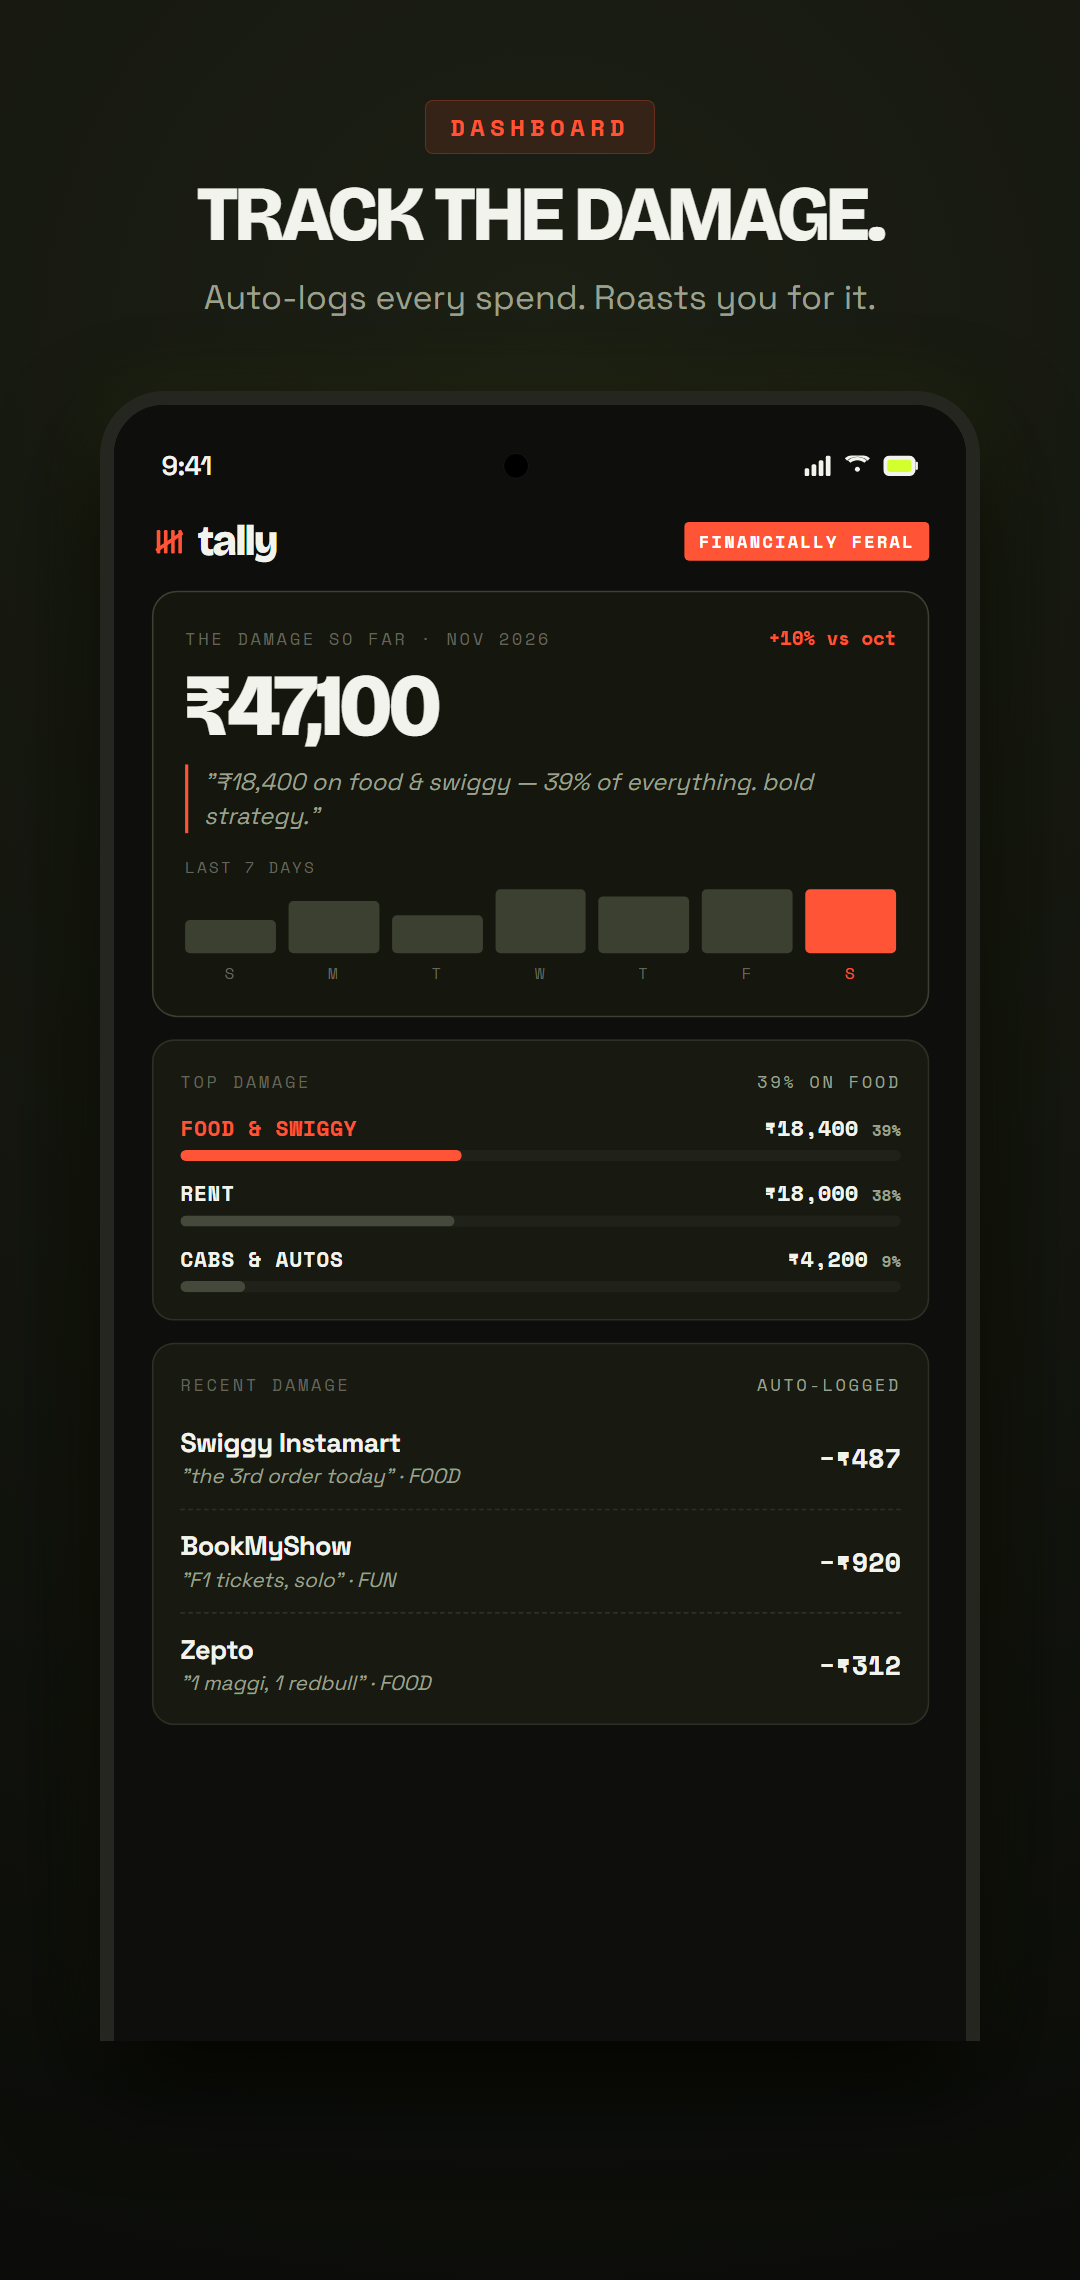 DASHBOARD
TRACK THE DAMAGE.
Auto-logs every spend. Roasts you for it.
9:41
tally
FINANCIALLY FERAL
THE DAMAGE SO FAR · NOV 2026
+10% vs oct
₹47,100
”₹18,400 on food & swiggy — 39% of everything. bold
strategy.”
LAST 7 DAYS
S M T W T F S
TOP DAMAGE
39% ON FOOD
FOOD & SWIGGY
₹18,400 39%
RENT
₹18,000 38%
CABS & AUTOS
₹4,200 9%
RECENT DAMAGE
AUTO-LOGGED
Swiggy Instamart
”the 3rd order today” · FOOD
−₹487
BookMyShow
”F1 tickets, solo” · FUN
−₹920
Zepto
”1 maggi, 1 redbull” · FOOD
−₹312